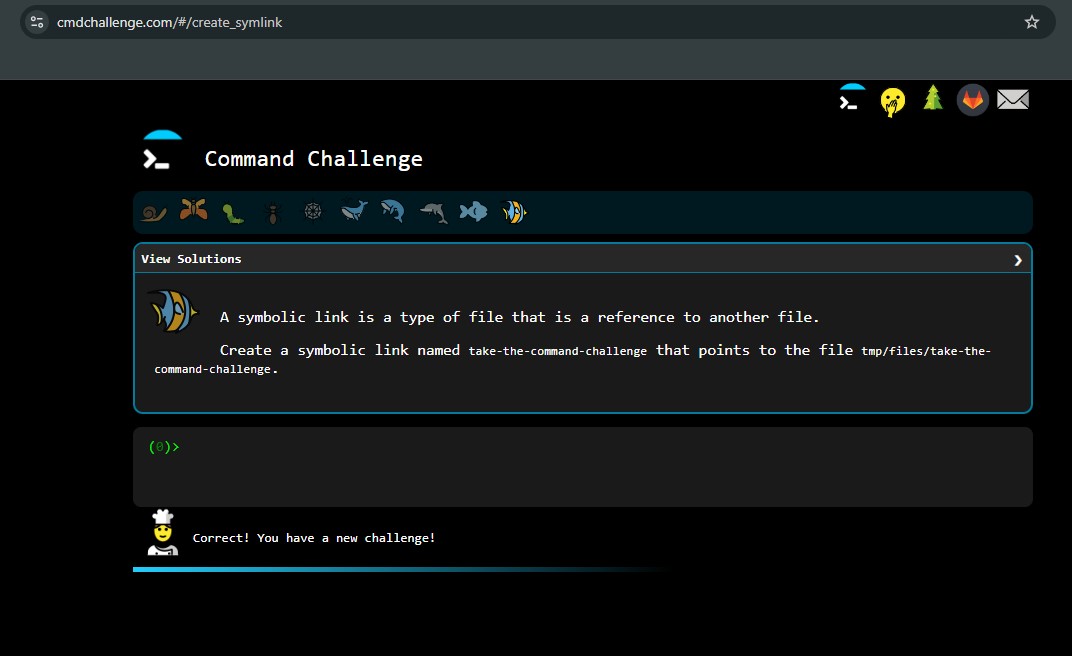 cmdchallenge.com/#/create_symlink
Command Challenge
View Solutions
A symbolic link is a type of file that is a reference to another file.
Create a symbolic link named take-the-command-challenge that points to the file tmp/files/take-the-
command-challenge.
(0)>
Correct! You have a new challenge!